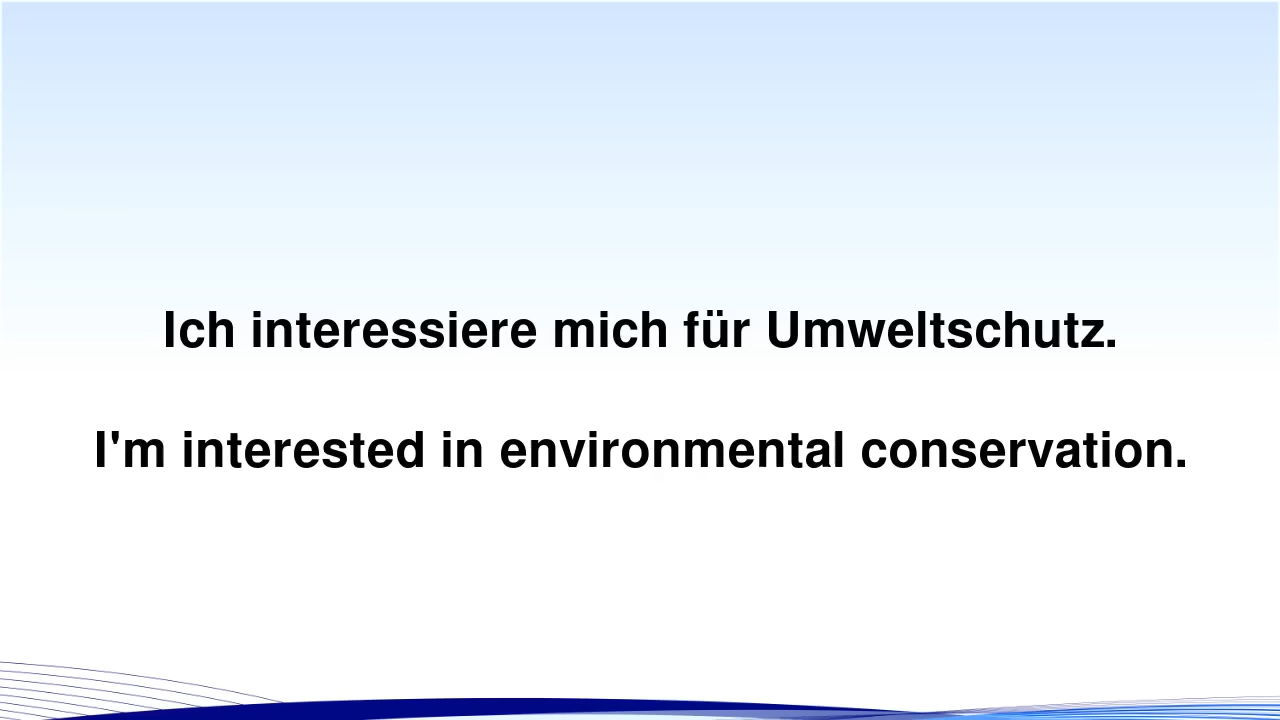 Ich interessiere mich für Umweltschutz.
I'm interested in environmental conservation.